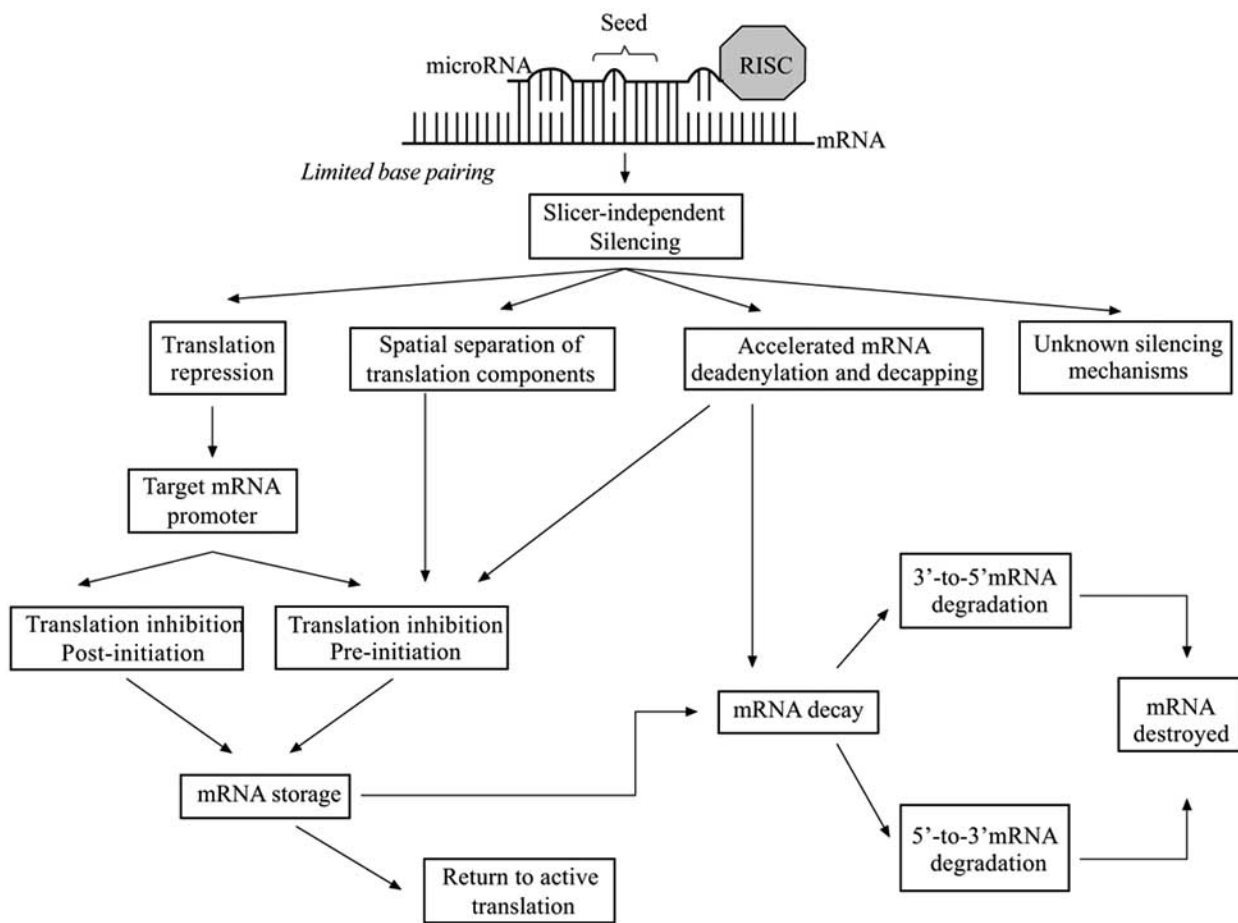 Seed
microRNA
RISC
mRNA
Limited base pairing
Slicer-independent
Silencing
Translation
repression
Spatial separation of
translation components
Accelerated mRNA
deadenylation and decapping
Unknown silencing
mechanisms
Target mRNA
promoter
Translation inhibition
Post-initiation
Translation inhibition
Pre-initiation
3’-to-5’mRNA
degradation
mRNA decay
mRNA
destroyed
mRNA storage
5’-to-3’mRNA
degradation
Return to active
translation